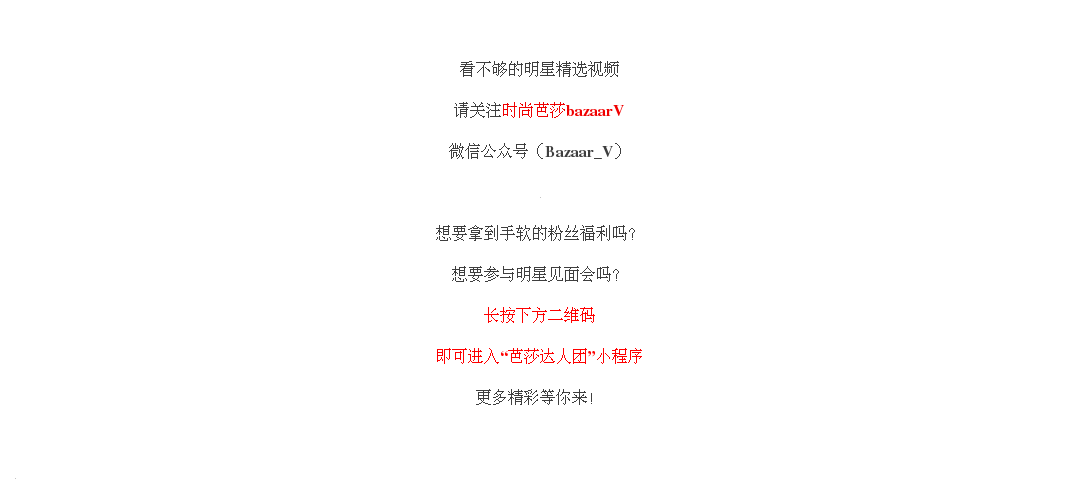 看不够的明星精选视频
请关注时尚芭莎bazaarV
微信公众号（Bazaar_V）
想要拿到手软的粉丝福利吗?
想要参与明星见面会吗?
长按下方二维码
即可进入“芭莎达人团”小程序
更多精彩等你来!